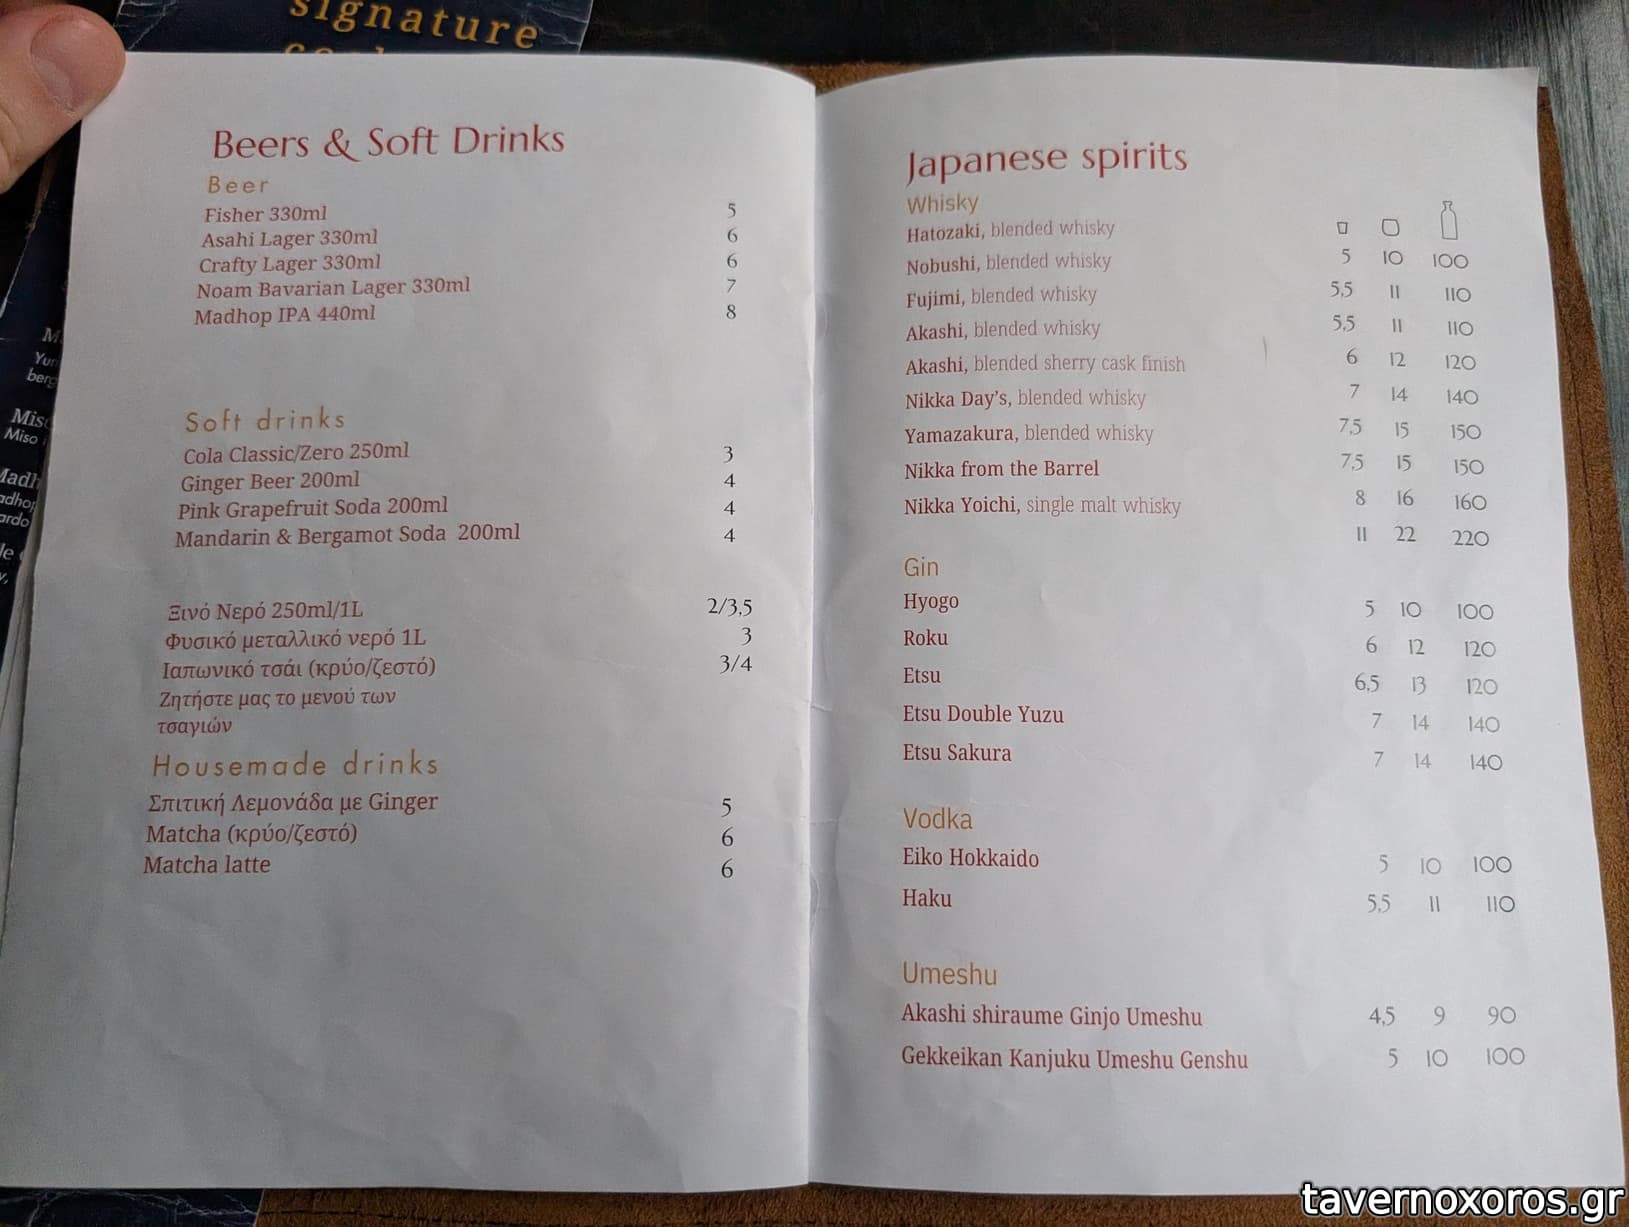 signature
Beers & Soft Drinks
Beer
Fisher 330ml 5
Asahi Lager 330ml 6
Crafty Lager 330ml 6
Noam Bavarian Lager 330ml 7
Madhop IPA 440ml 8
Soft drinks
Cola Classic/Zero 250ml 3
Ginger Beer 200ml 4
Pink Grapefruit Soda 200ml 4
Mandarin & Bergamot Soda 200ml 4
Ξινό Νερό 250ml/1L 2/3,5
Φυσικό μεταλλικό νερό 1L 3
Ιαπωνικό τσάι (κρύο/ζεστό) 3/4
Ζητήστε μας το μενού των
τσαγιών
Housemade drinks
Σπιτική Λεμονάδα με Ginger 5
Matcha (κρύο/ζεστό) 6
Matcha latte 6
Japanese spirits
Whisky
Hatozaki, blended whisky 5 10 100
Nobushi, blended whisky 5,5 11 110
Fujimi, blended whisky 5,5 11 110
Akashi, blended whisky 6 12 120
Akashi, blended sherry cask finish 7 14 140
Nikka Day's, blended whisky 7,5 15 150
Yamazakura, blended whisky 7,5 15 150
Nikka from the Barrel 8 16 160
Nikka Yoichi, single malt whisky 11 22 220
Gin
Hyogo 5 10 100
Roku 6 12 120
Etsu 6,5 13 120
Etsu Double Yuzu 7 14 140
Etsu Sakura 7 14 140
Vodka
Eiko Hokkaido 5 10 100
Haku 5,5 11 110
Umeshu
Akashi shiraume Ginjo Umeshu 4,5 9 90
Gekkeikan Kanjuku Umeshu Genshu 5 10 100
Miso
tavernoxoros.gr